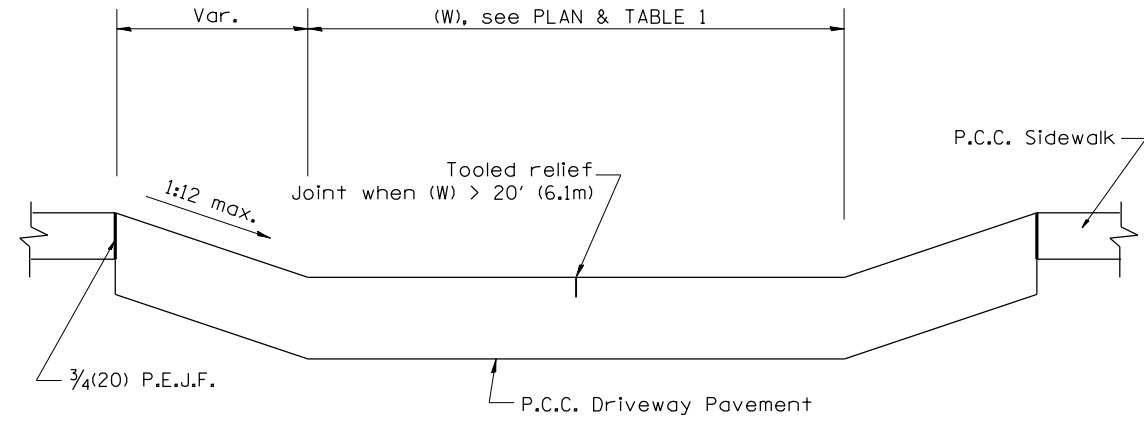 Var.
(W), see PLAN & TABLE 1
P.C.C. Sidewalk
Tooled relief
Joint when (W) > 20' (6.1m)
1:12 max.
¾(20) P.E.J.F.
P.C.C. Driveway Pavement